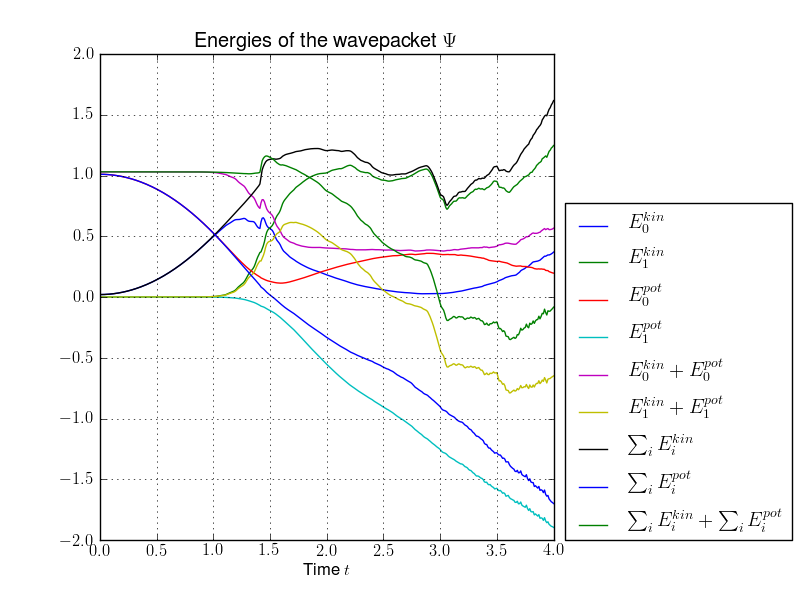 Energies of the wavepacket Ψ
2.0
1.5
1.0
0.5
0.0
−0.5
−1.0
−1.5
−2.0
0.0 0.5 1.0 1.5 2.0 2.5 3.0 3.5 4.0
Time t
E_0^{kin}
E_1^{kin}
E_0^{pot}
E_1^{pot}
E_0^{kin} + E_0^{pot}
E_1^{kin} + E_1^{pot}
∑_i E_i^{kin}
∑_i E_i^{pot}
∑_i E_i^{kin} + ∑_i E_i^{pot}